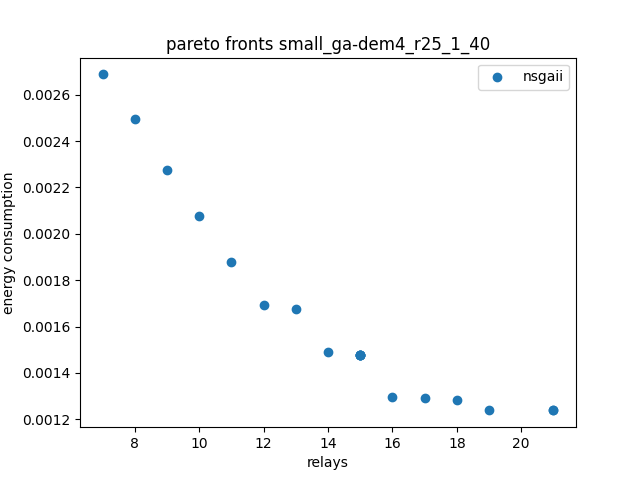 pareto fronts small_ga-dem4_r25_1_40
nsgaii
energy consumption
0.0026
0.0024
0.0022
0.0020
0.0018
0.0016
0.0014
0.0012
8 10 12 14 16 18 20
relays